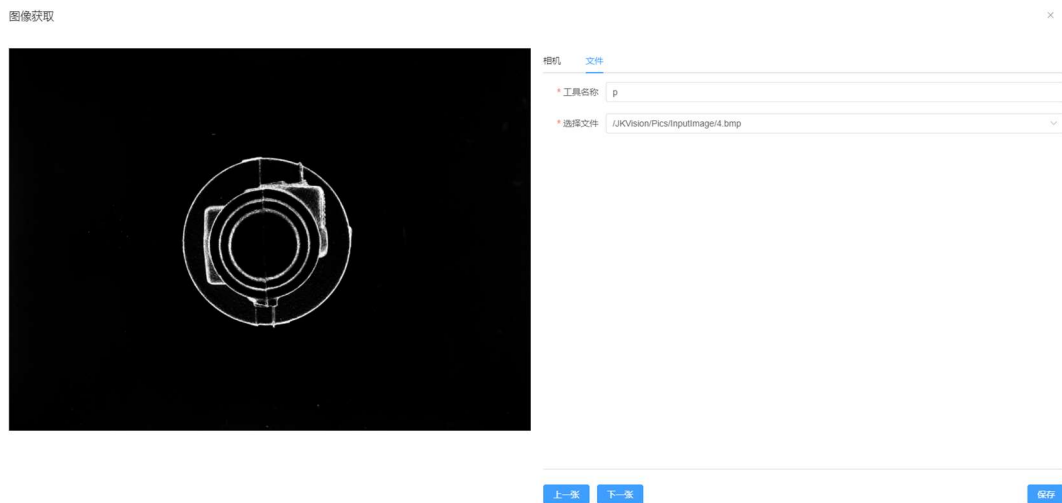 图像获取
×
相机 文件
* 工具名称 p
* 选择文件 /JKVision/Pics/InputImage/4.bmp
上一张 下一张 保存